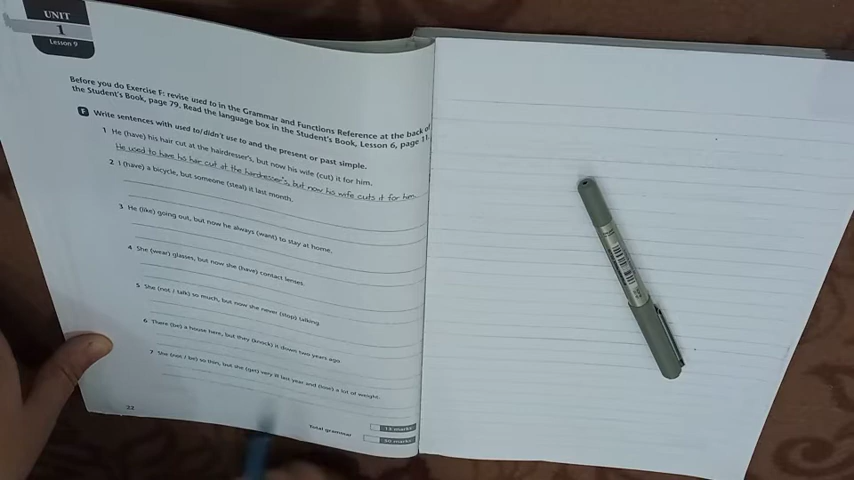 UNIT
1
Lesson 9
Before you do Exercise F: revise used to in the Grammar and Functions Reference at the back of
the Student's Book, page 79. Read the language box in the Student's Book, Lesson 6, page 11.
F Write sentences with used to/didn't use to and the present or past simple.
1 He (have) his hair cut at the hairdresser's, but now his wife (cut) it for him.
He used to have his hair cut at the hairdresser's, but now his wife cuts it for him.
2 I (have) a bicycle, but someone (steal) it last month.
3 He (like) going out, but now he always (want) to stay at home.
4 She (wear) glasses, but now she (have) contact lenses.
5 She (not / talk) so much, but now she never (stop) talking.
6 There (be) a house here, but they (knock) it down two years ago.
7 She (not / be) so thin, but she (get) very ill last year and (lose) a lot of weight.
22
Total grammar
15 marks
50 marks